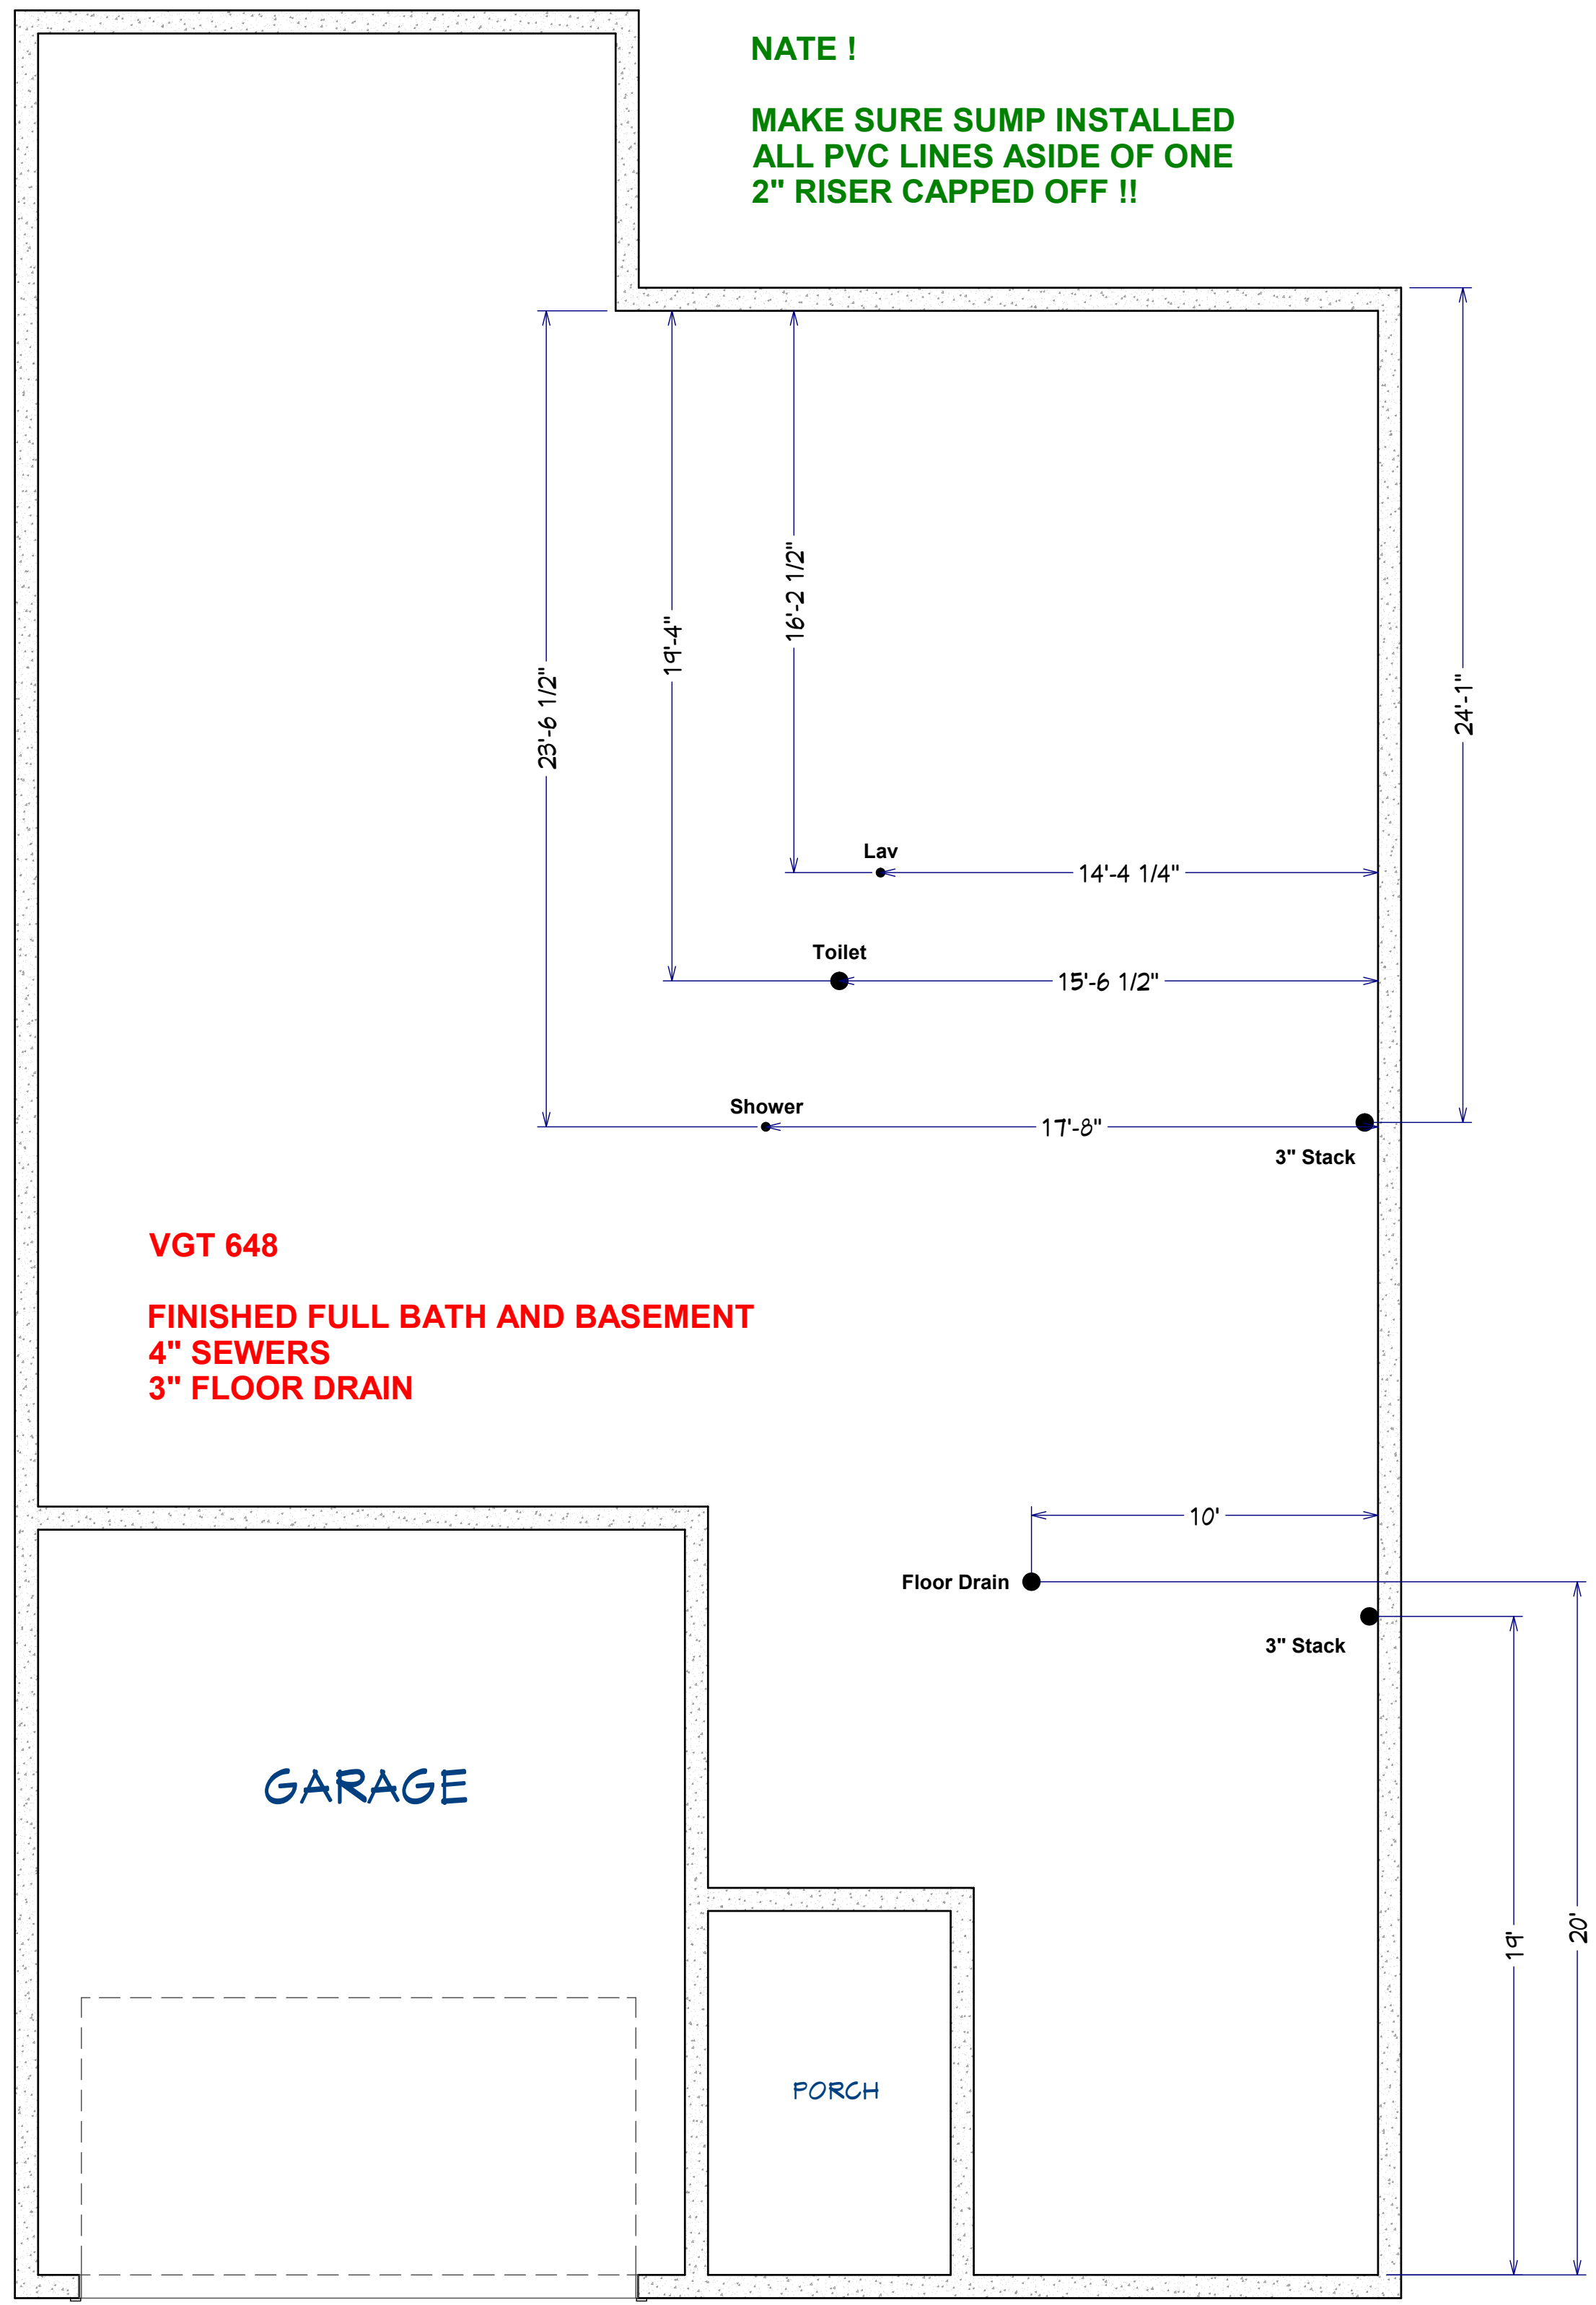 NATE !
MAKE SURE SUMP INSTALLED
ALL PVC LINES ASIDE OF ONE
2" RISER CAPPED OFF !!
23'-6 1/2"
19'-4"
16'-2 1/2"
24'-1"
Lav
14'-4 1/4"
Toilet
15'-6 1/2"
Shower
17'-8"
3" Stack
VGT 648
FINISHED FULL BATH AND BASEMENT
4" SEWERS
3" FLOOR DRAIN
10'
Floor Drain
3" Stack
GARAGE
19'
20'
PORCH